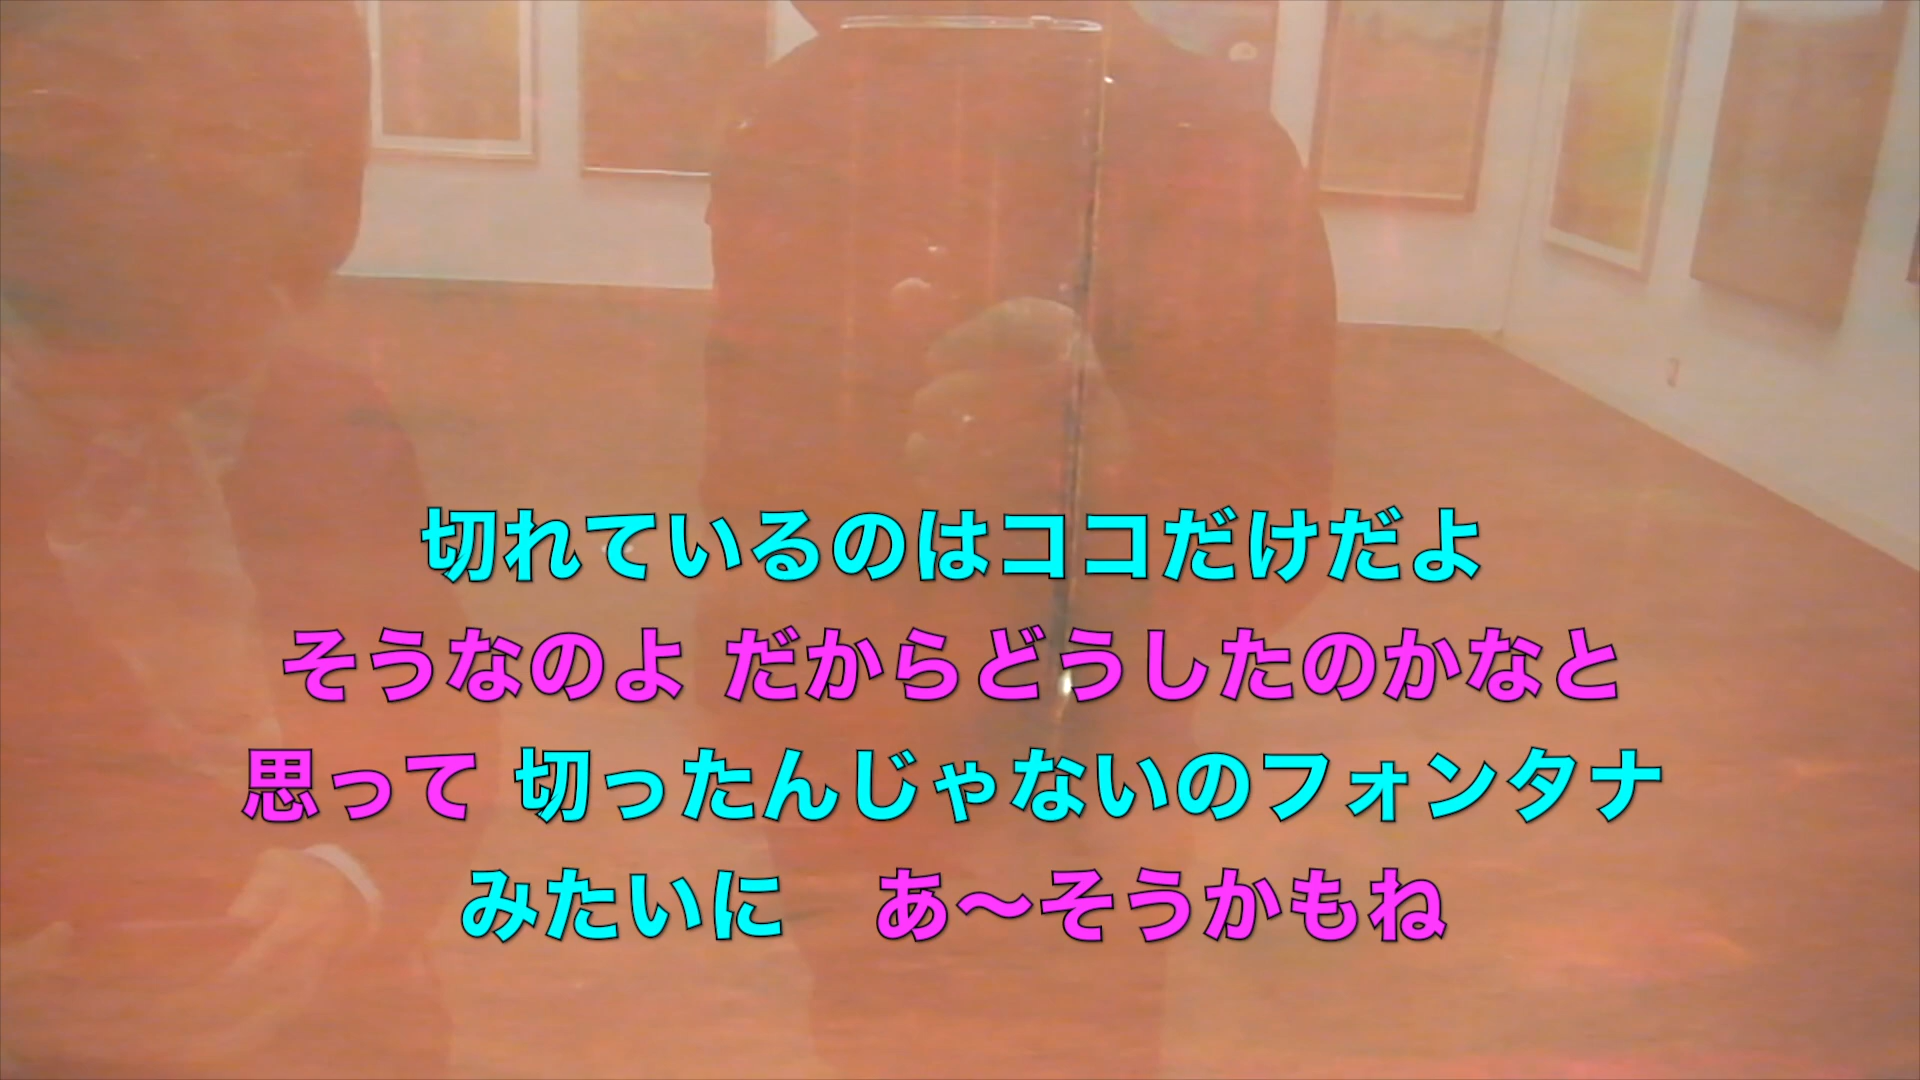 切れているのはココだけだよ
そうなのよ だからどうしたのかなと
思って 切ったんじゃないのフォンタナ
みたいに　あ〜そうかもね